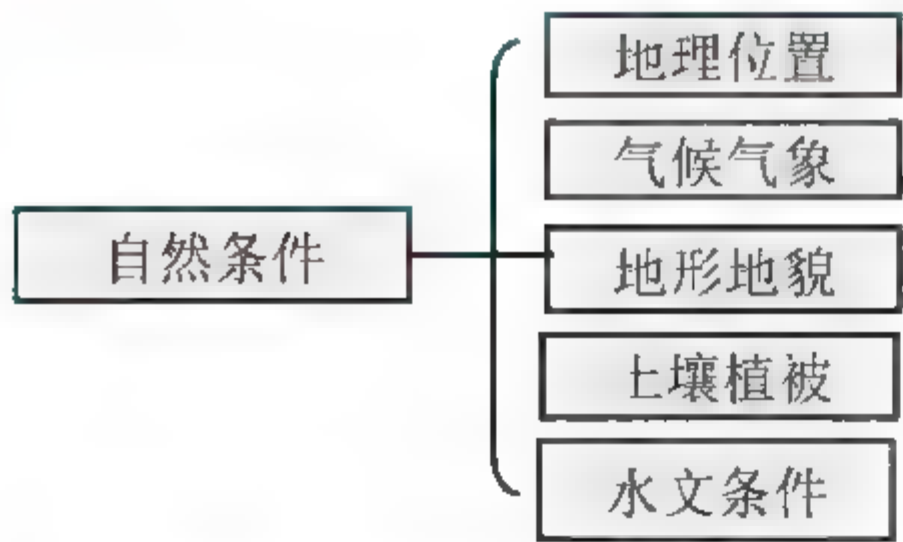 地理位置
气候气象
自然条件
地形地貌
土壤植被
水文条件